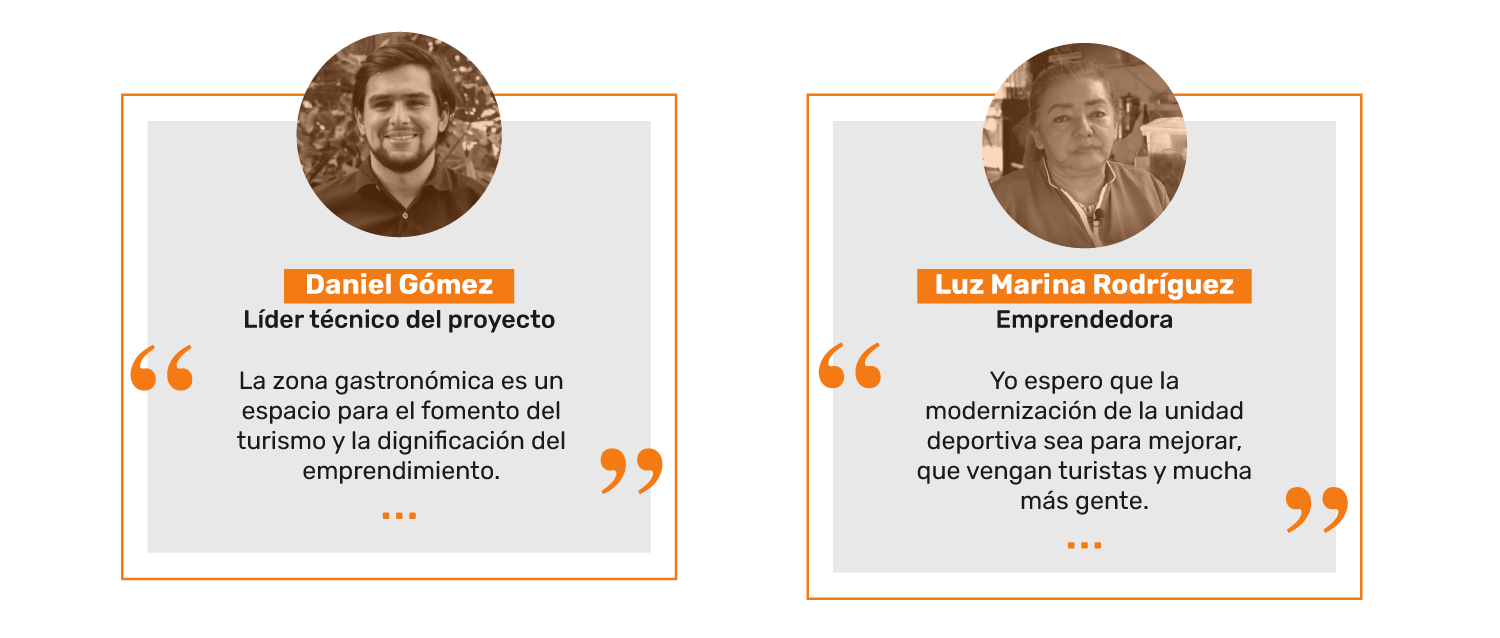 Daniel Gómez
Líder técnico del proyecto
“
La zona gastronómica es un
espacio para el fomento del
turismo y la dignificación del
emprendimiento.
”
...
Luz Marina Rodríguez
Emprendedora
“
Yo espero que la
modernización de la unidad
deportiva sea para mejorar,
que vengan turistas y mucha
más gente.
”
...